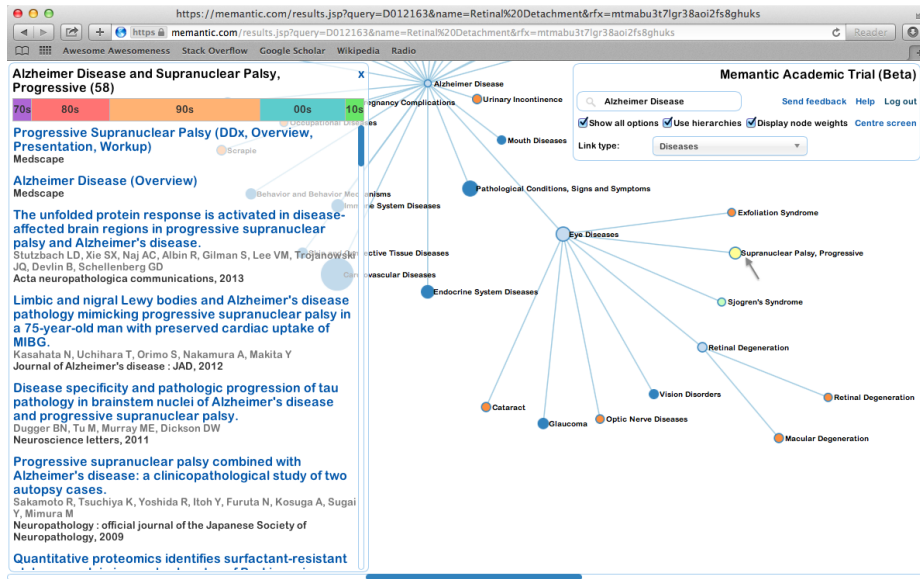 https://memantic.com/results.jsp?query=D012163&name=Retinal%20Detachment&rfx=mtmabu3t7lgr38aoi2fs8ghuks
https memantic.com/results.jsp?query=D012163&name=Retinal%20Detachment&rfx=mtmabu3t7lgr38aoi2fs8ghuks
Reader
Awesome Awesomeness Stack Overflow Google Scholar Wikipedia Radio
Alzheimer Disease and Supranuclear Palsy,
Progressive (58)
x
70s 80s 90s 00s 10s
Progressive Supranuclear Palsy (DDx, Overview,
Presentation, Workup)
Medscape
Alzheimer Disease (Overview)
Medscape
The unfolded protein response is activated in disease-
affected brain regions in progressive supranuclear
palsy and Alzheimer's disease.
Stutzbach LD, Xie SX, Naj AC, Albin R, Gilman S, Lee VM, Trojanowski
JQ, Devlin B, Schellenberg GD
Acta neuropathologica communications, 2013
Limbic and nigral Lewy bodies and Alzheimer's disease
pathology mimicking progressive supranuclear palsy in
a 75-year-old man with preserved cardiac uptake of
MIBG.
Kasahata N, Uchihara T, Orimo S, Nakamura A, Makita Y
Journal of Alzheimer's disease : JAD, 2012
Disease specificity and pathologic progression of tau
pathology in brainstem nuclei of Alzheimer's disease
and progressive supranuclear palsy.
Dugger BN, Tu M, Murray ME, Dickson DW
Neuroscience letters, 2011
Progressive supranuclear palsy combined with
Alzheimer's disease: a clinicopathological study of two
autopsy cases.
Sakamoto R, Tsuchiya K, Yoshida R, Itoh Y, Furuta N, Kosuga A, Sugai
Y, Mimura M
Neuropathology : official journal of the Japanese Society of
Neuropathology, 2009
Quantitative proteomics identifies surfactant-resistant
Alzheimer Disease
Complications
Urinary Incontinence
Occupational Diseases
Scrapie
Mouth Diseases
Pathological Conditions, Signs and Symptoms
Behavior and Behavior Mechanisms
Immune System Diseases
Eye Diseases
Exfoliation Syndrome
Supranuclear Palsy, Progressive
Tissue Diseases
Cardiovascular Diseases
Endocrine System Diseases
Sjogren's Syndrome
Retinal Degeneration
Vision Disorders
Retinal Degeneration
Cataract
Glaucoma
Optic Nerve Diseases
Macular Degeneration
Memantic Academic Trial (Beta)
Alzheimer Disease
Send feedback Help Log out
Show all options Use hierarchies Display node weights Centre screen
Link type: Diseases